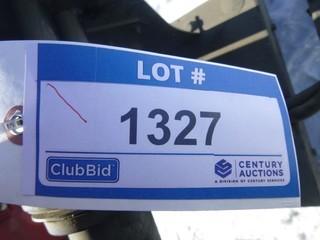 LOT #
1327
ClubBid
CENTURY
AUCTIONS
A DIVISION OF CENTURY SERVICES